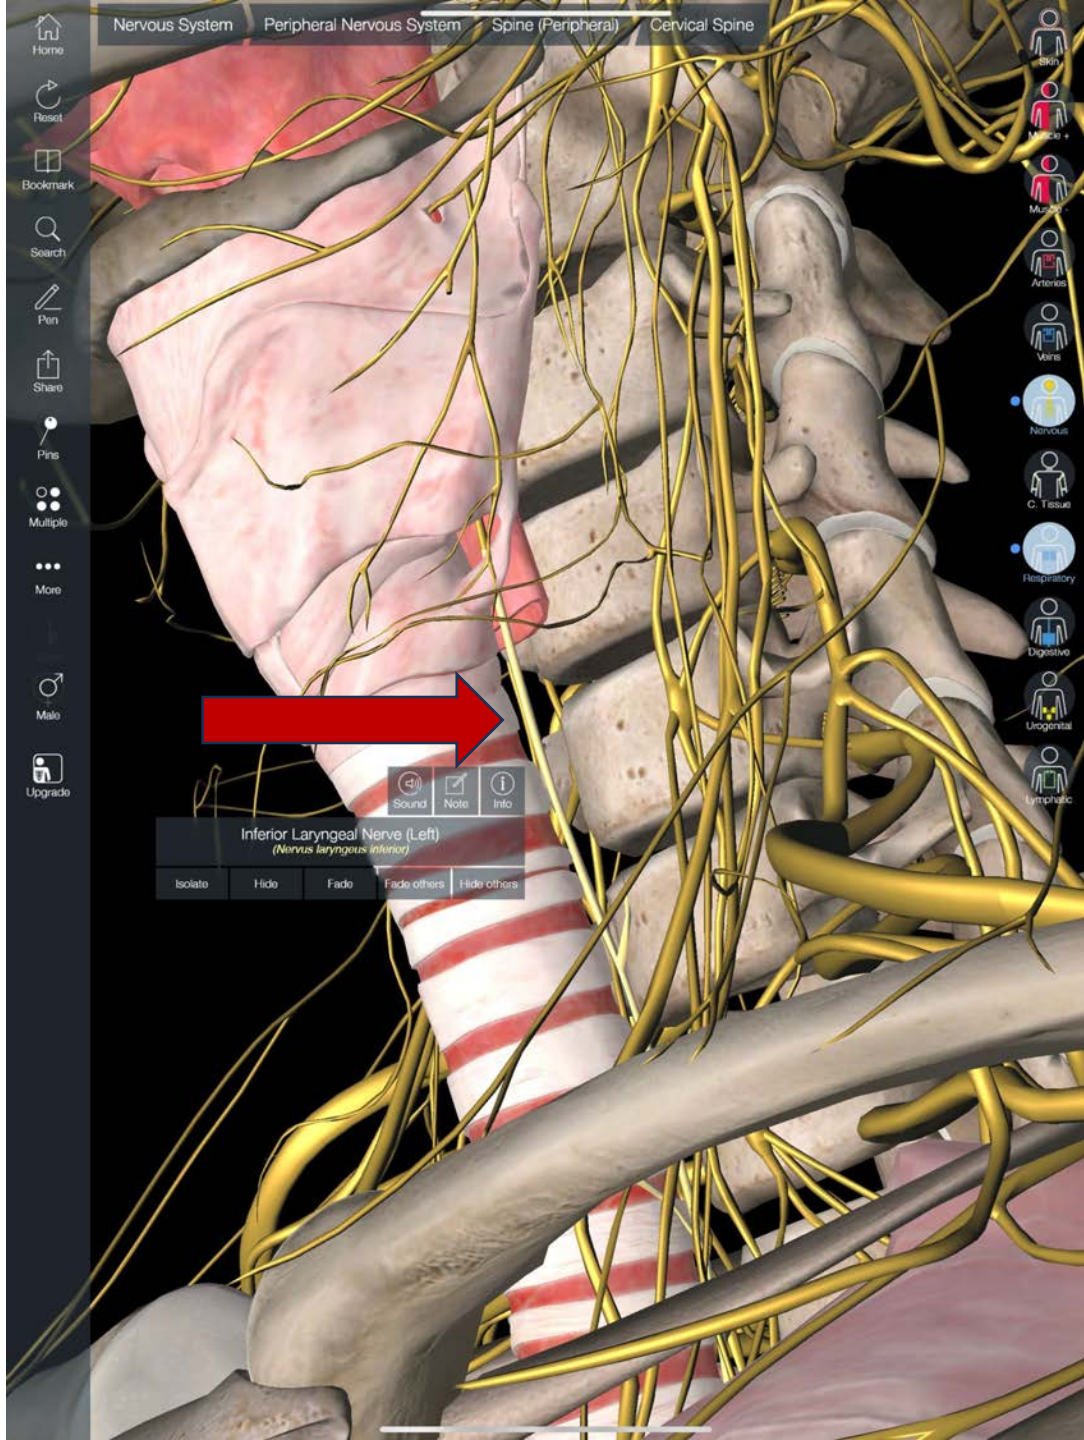 Nervous System
Peripheral Nervous System
Spine (Peripheral)
Cervical Spine
Home
Reset
Bookmark
Search
Pen
Share
Pins
Multiple
More
Male
Upgrade
Skin
Muscle +
Muscle -
Arteries
Veins
Nervous
C. Tissue
Respiratory
Digestive
Urogenital
Lymphatic
Sound
Note
Info
Inferior Laryngeal Nerve (Left)
(Nervus laryngeus inferior)
Isolate
Hide
Fade
Fade others
Hide others